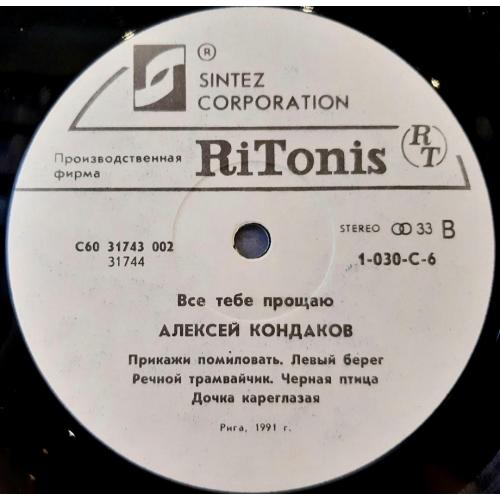 ®
SINTEZ
CORPORATION
Производственная
фирма
RiTonis
RT
С60 31743 002
31744
STEREO 33 B
1-030-С-6
Все тебе прощаю
АЛЕКСЕЙ КОНДАКОВ
Прикажи помиловать. Левый берег
Речной трамвайчик. Черная птица
Дочка кареглазая
Рига, 1991 г.